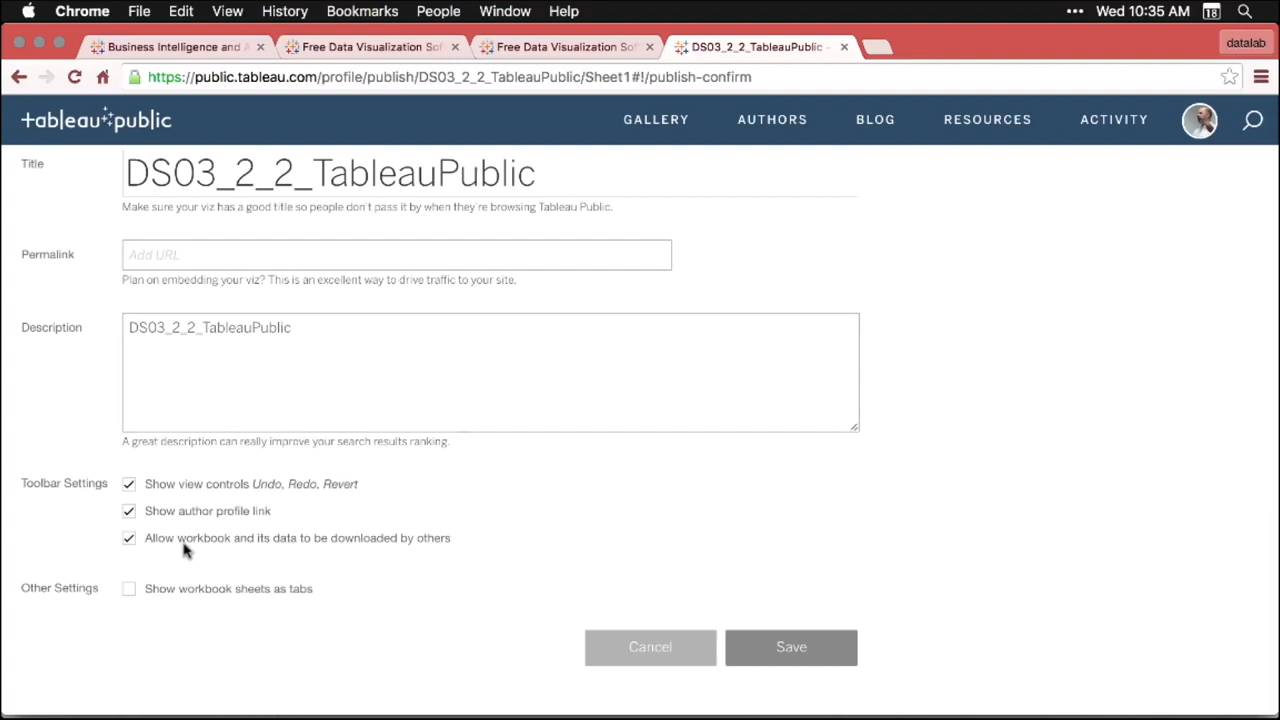 Chrome File Edit View History Bookmarks People Window Help ••• Wed 10:35 AM 18
Business Intelligence and A Free Data Visualization Sof Free Data Visualization Sof DS03_2_2_TableauPublic - datalab
https://public.tableau.com/profile/publish/DS03_2_2_TableauPublic/Sheet1#!/publish-confirm
+ableau public GALLERY AUTHORS BLOG RESOURCES ACTIVITY
Title DS03_2_2_TableauPublic
Make sure your viz has a good title so people don't pass it by when they're browsing Tableau Public.
Permalink Add URL
Plan on embedding your viz? This is an excellent way to drive traffic to your site.
Description DS03_2_2_TableauPublic
A great description can really improve your search results ranking.
Toolbar Settings Show view controls Undo, Redo, Revert
Show author profile link
Allow workbook and its data to be downloaded by others
Other Settings Show workbook sheets as tabs
Cancel Save